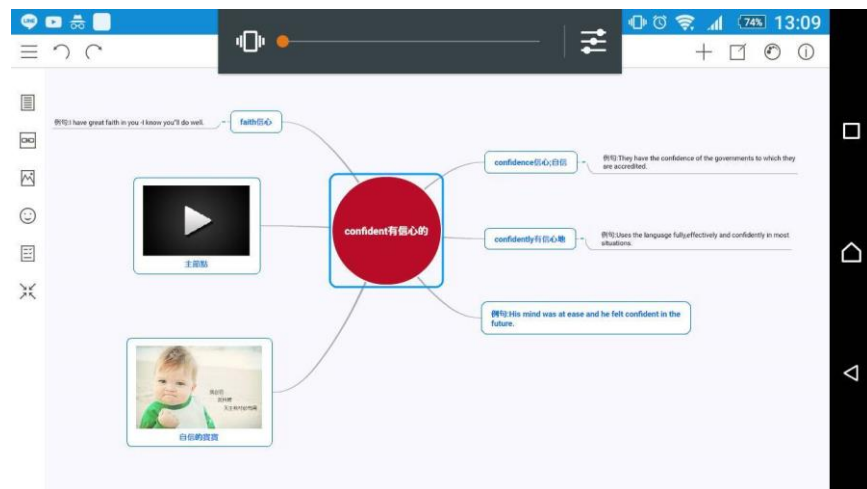 74% 13:09
例句:I have great faith in you -I know you"ll do well.
faith信心
confidence信心;自信
例句:They have the confidence of the governments to which they
are accredited.
confident有信心的
confidently有信心地
例句:Uses the language fully,effectively and confidently in most
situations.
主節點
例句:His mind was at ease and he felt confident in the
future.
自信的寶寶